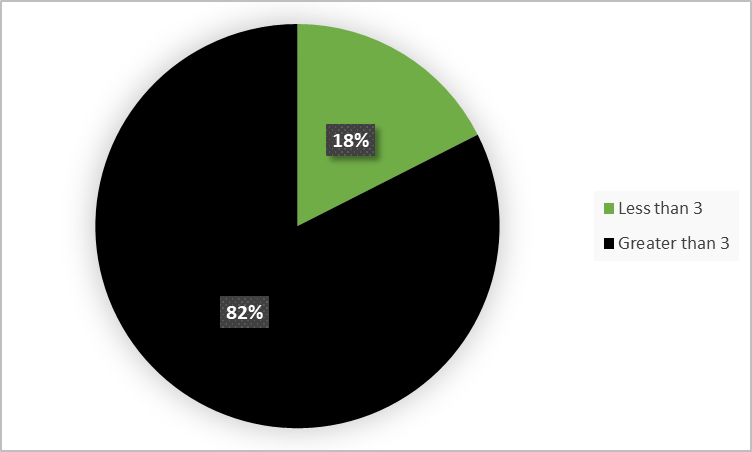 18%
82%
Less than 3
Greater than 3